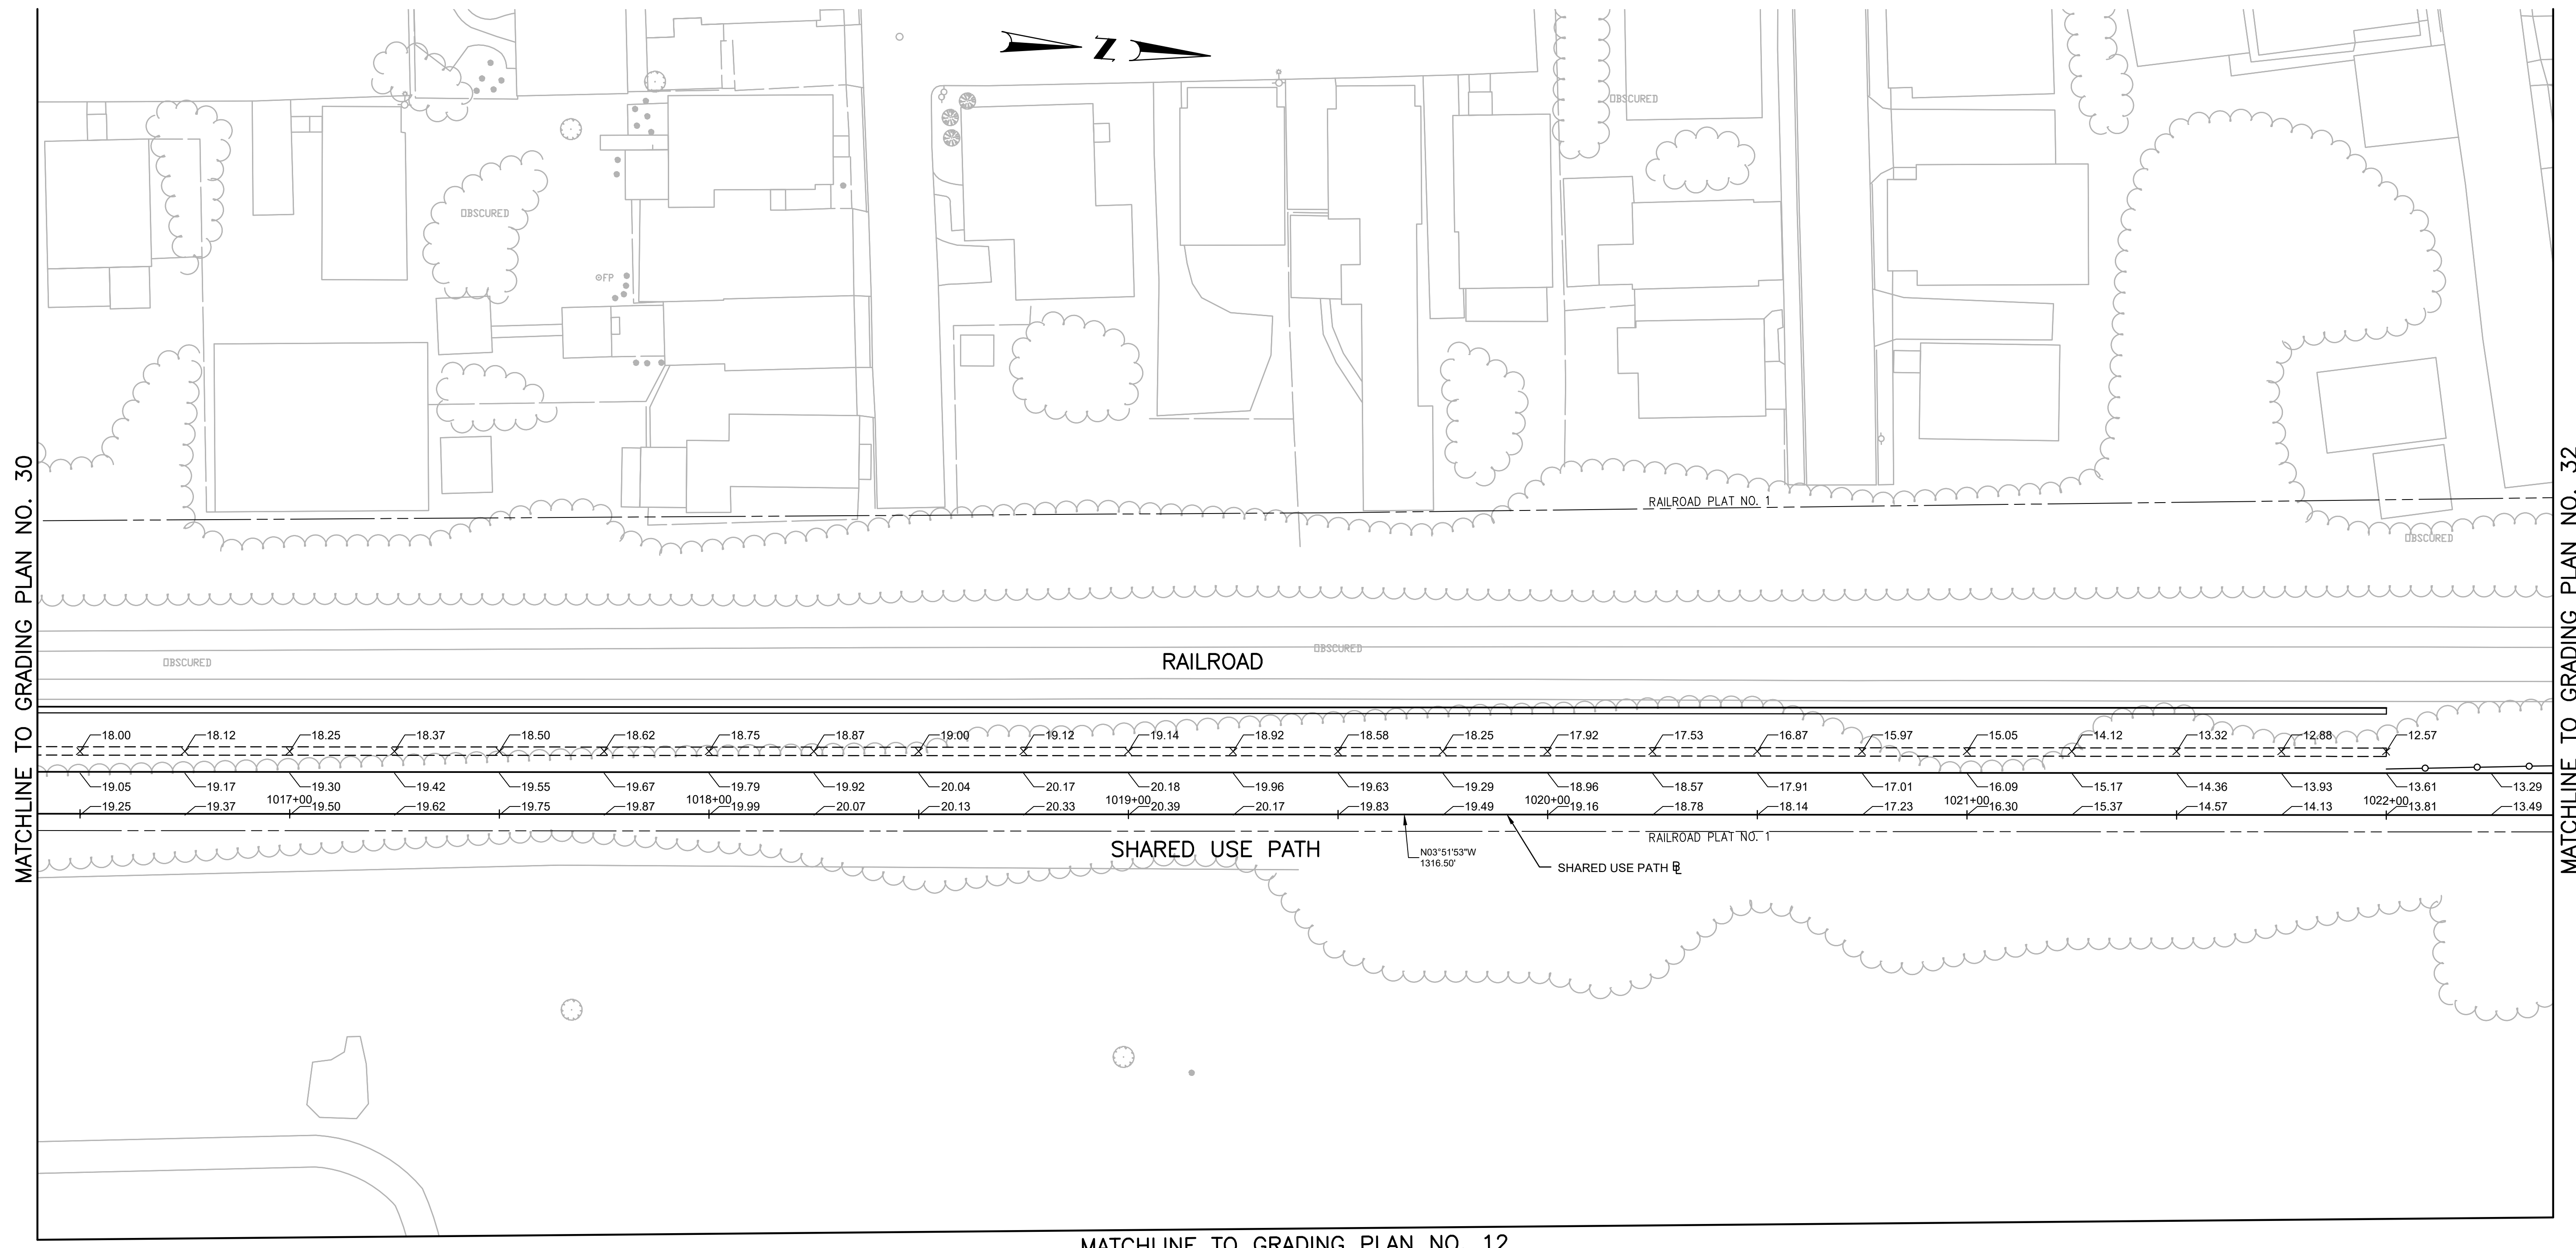 N
OBSCURED
OBSCURED
FP
MATCHLINE TO GRADING PLAN NO. 30
MATCHLINE TO GRADING PLAN NO. 32
RAILROAD PLAT NO. 1
OBSCURED
OBSCURED
OBSCURED
RAILROAD
18.00 18.12 18.25 18.37 18.50 18.62 18.75 18.87 19.00 19.12 19.14 18.92 18.58 18.25 17.92 17.53 16.87 15.97 15.05 14.12 13.32 12.88 12.57
19.05 19.17 19.30 19.42 19.55 19.67 19.79 19.92 20.04 20.17 20.18 19.96 19.63 19.29 18.96 18.57 17.91 17.01 16.09 15.17 14.36 13.93 13.61 13.29
1017+00 1018+00 1019+00 1020+00 1021+00 1022+00
19.25 19.37 19.50 19.62 19.75 19.87 19.99 20.07 20.13 20.33 20.39 20.17 19.83 19.49 19.16 18.78 18.14 17.23 16.30 15.37 14.57 14.13 13.81 13.49
RAILROAD PLAT NO. 1
SHARED USE PATH
N03°51'53"W
1316.50'
SHARED USE PATH BL
MATCHLINE TO GRADING PLAN NO. 12